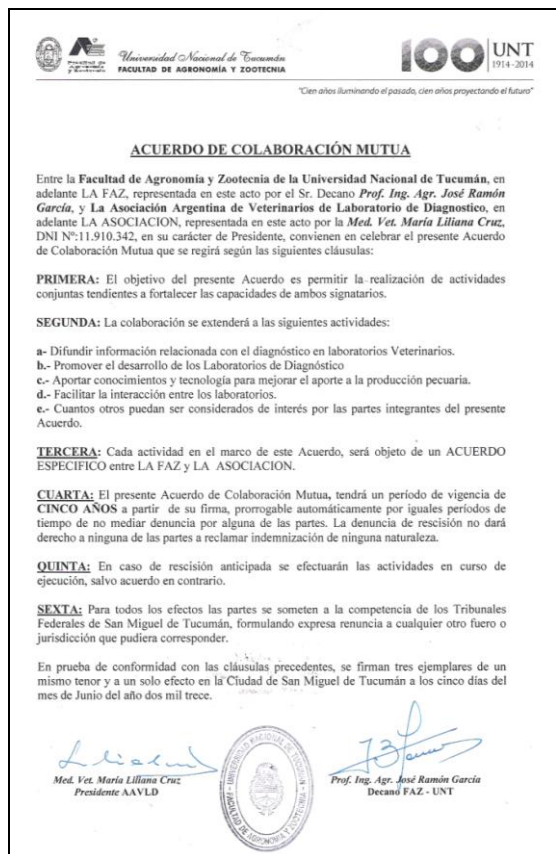 Facultad de
Agronomía
y Zootecnia
Universidad Nacional de Tucumán
FACULTAD DE AGRONOMÍA Y ZOOTECNIA
100 UNT
1914-2014
"Cien años iluminando el pasado, cien años proyectando el futuro"
ACUERDO DE COLABORACIÓN MUTUA
Entre la Facultad de Agronomía y Zootecnia de la Universidad Nacional de Tucumán, en
adelante LA FAZ, representada en este acto por el Sr. Decano Prof. Ing. Agr. José Ramón
García, y La Asociación Argentina de Veterinarios de Laboratorio de Diagnostico, en
adelante LA ASOCIACION, representada en este acto por la Med. Vet. María Liliana Cruz,
DNI Nº:11.910.342, en su carácter de Presidente, convienen en celebrar el presente Acuerdo
de Colaboración Mutua que se regirá según las siguientes cláusulas:
PRIMERA: El objetivo del presente Acuerdo es permitir la realización de actividades
conjuntas tendientes a fortalecer las capacidades de ambos signatarios.
SEGUNDA: La colaboración se extenderá a las siguientes actividades:
a- Difundir información relacionada con el diagnóstico en laboratorios Veterinarios.
b.- Promover el desarrollo de los Laboratorios de Diagnóstico
c.- Aportar conocimientos y tecnología para mejorar el aporte a la producción pecuaria.
d.- Facilitar la interacción entre los laboratorios.
e.- Cuantos otros puedan ser considerados de interés por las partes integrantes del presente
Acuerdo.
TERCERA: Cada actividad en el marco de este Acuerdo, será objeto de un ACUERDO
ESPECIFICO entre LA FAZ y LA ASOCIACION.
CUARTA: El presente Acuerdo de Colaboración Mutua, tendrá un período de vigencia de
CINCO AÑOS a partir de su firma, prorrogable automáticamente por iguales períodos de
tiempo de no mediar denuncia por alguna de las partes. La denuncia de rescisión no dará
derecho a ninguna de las partes a reclamar indemnización de ninguna naturaleza.
QUINTA: En caso de rescisión anticipada se efectuarán las actividades en curso de
ejecución, salvo acuerdo en contrario.
SEXTA: Para todos los efectos las partes se someten a la competencia de los Tribunales
Federales de San Miguel de Tucumán, formulando expresa renuncia a cualquier otro fuero o
jurisdicción que pudiera corresponder.
En prueba de conformidad con las cláusulas precedentes, se firman tres ejemplares de un
mismo tenor y a un solo efecto en la Ciudad de San Miguel de Tucumán a los cinco días del
mes de Junio del año dos mil trece.
Med. Vet. María Liliana Cruz
Presidente AAVLD
UNIVERSIDAD NACIONAL DE TUCUMAN
FACULTAD DE AGRONOMIA Y ZOOTECNIA
Prof. Ing. Agr. José Ramón García
Decano FAZ - UNT